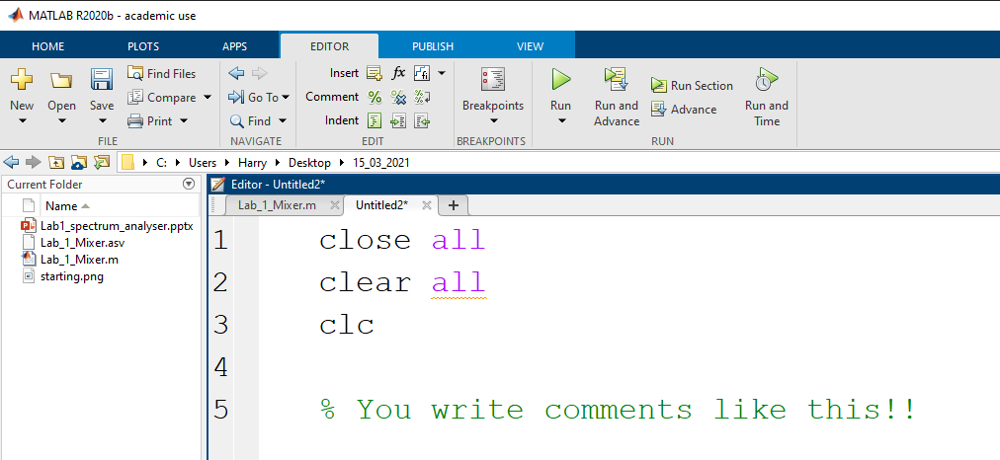 MATLAB R2020b - academic use
HOME PLOTS APPS EDITOR PUBLISH VIEW
New Open Save Find Files Compare Print
FILE
Go To Find
NAVIGATE
Insert fx
Comment % % %
Indent
EDIT
Breakpoints
BREAKPOINTS
Run Run and Advance Run Section Advance Run and Time
RUN
C: Users Harry Desktop 15_03_2021
Current Folder
Name
Lab1_spectrum_analyser.pptx
Lab_1_Mixer.asv
Lab_1_Mixer.m
starting.png
Editor - Untitled2*
Lab_1_Mixer.m Untitled2*
1 close all
2 clear all
3 clc
4
5 % You write comments like this!!